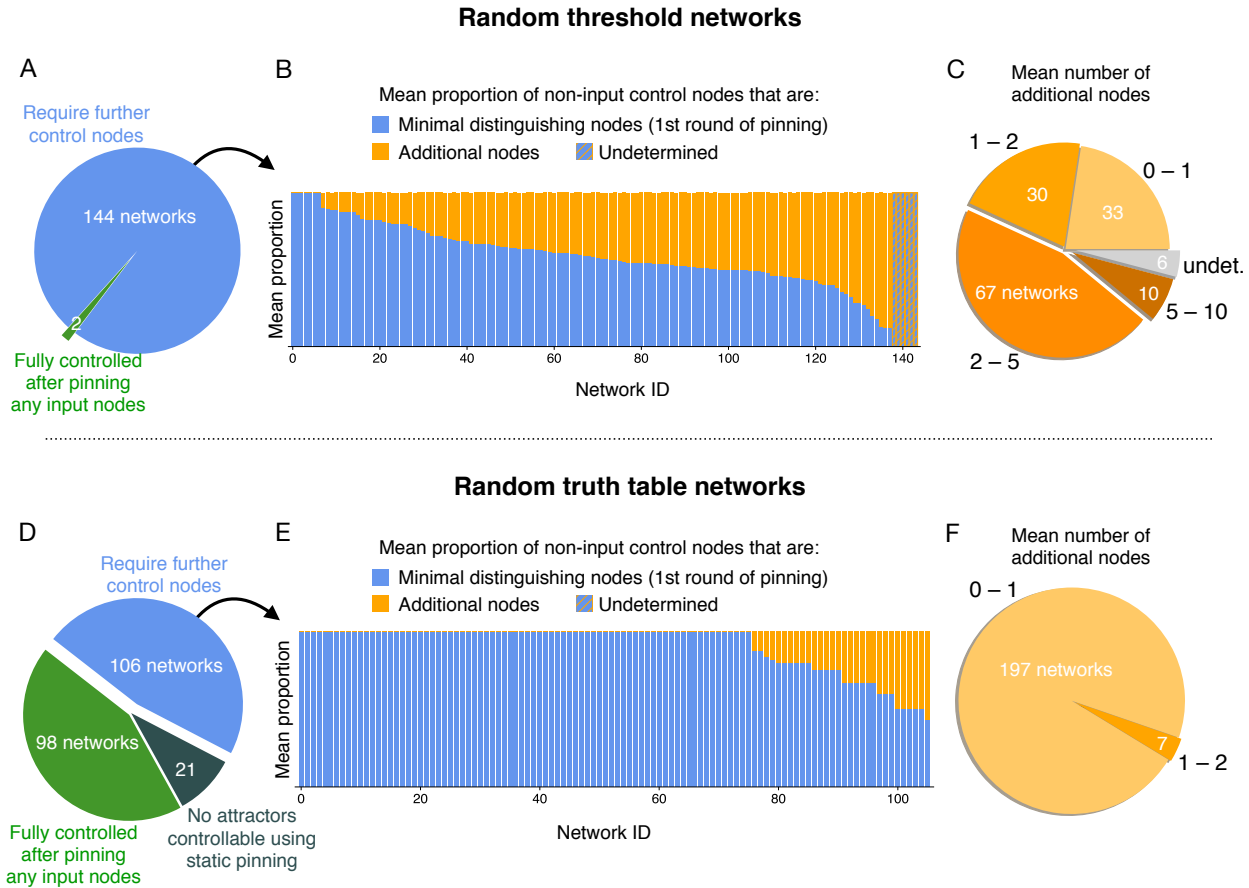 Random threshold networks
A
Require further
control nodes
144 networks
2
Fully controlled
after pinning
any input nodes
B
Mean proportion of non-input control nodes that are:
Minimal distinguishing nodes (1st round of pinning)
Additional nodes
Undetermined
Mean proportion
0 20 40 60 80 100 120 140
Network ID
C
Mean number of
additional nodes
1 – 2
0 – 1
30
33
6
undet.
67 networks
10
5 – 10
2 – 5
Random truth table networks
D
Require further
control nodes
106 networks
98 networks
21
No attractors
controllable using
static pinning
Fully controlled
after pinning
any input nodes
E
Mean proportion of non-input control nodes that are:
Minimal distinguishing nodes (1st round of pinning)
Additional nodes
Undetermined
Mean proportion
0 20 40 60 80 100
Network ID
F
Mean number of
additional nodes
0 – 1
197 networks
7
1 – 2